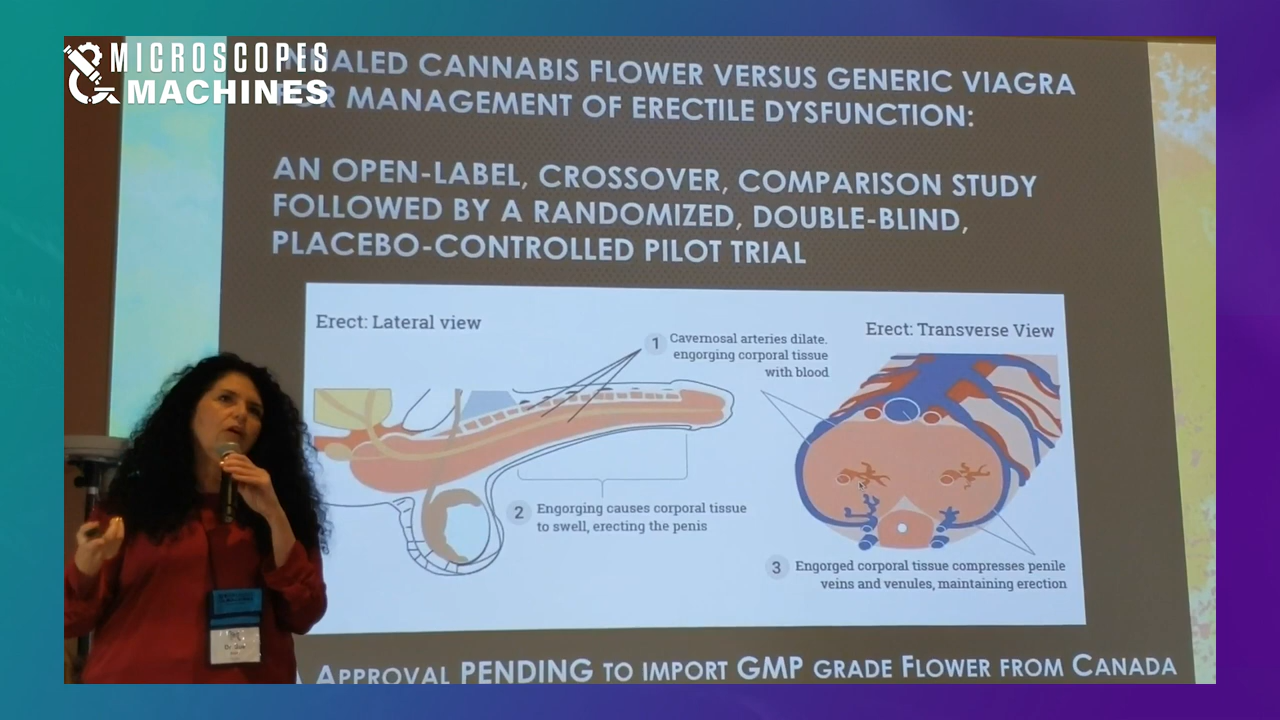 MICROSCOPES
& MACHINES
HALED CANNABIS FLOWER VERSUS GENERIC VIAGRA
R MANAGEMENT OF ERECTILE DYSFUNCTION:
AN OPEN-LABEL, CROSSOVER, COMPARISON STUDY
FOLLOWED BY A RANDOMIZED, DOUBLE-BLIND,
PLACEBO-CONTROLLED PILOT TRIAL
Erect: Lateral view
1 Cavernosal arteries dilate.
engorging corporal tissue
with blood
Erect: Transverse View
2 Engorging causes corporal tissue
to swell, erecting the penis
3 Engorged corporal tissue compresses penile
veins and venules, maintaining erection
APPROVAL PENDING TO IMPORT GMP GRADE FLOWER FROM CANADA
Dr. Sue